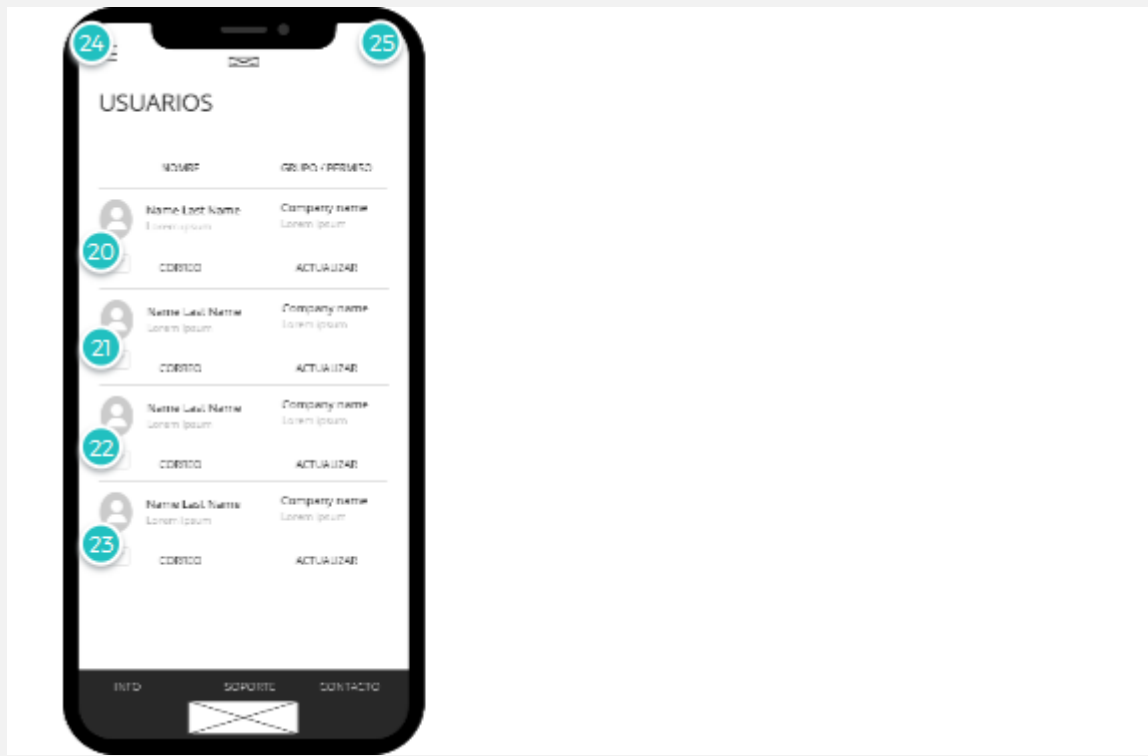 24 25
USUARIOS
NOMBRE GRUPO / PERMISO
Name Last Name Company name
Lorem ipsum Lorem ipsum
20 CORREO ACTUALIZAR
Name Last Name Company name
Lorem ipsum Lorem ipsum
21 CORREO ACTUALIZAR
Name Last Name Company name
Lorem ipsum Lorem ipsum
22 CORREO ACTUALIZAR
Name Last Name Company name
Lorem ipsum Lorem ipsum
23 CORREO ACTUALIZAR
INFO SOPORTE CONTACTO